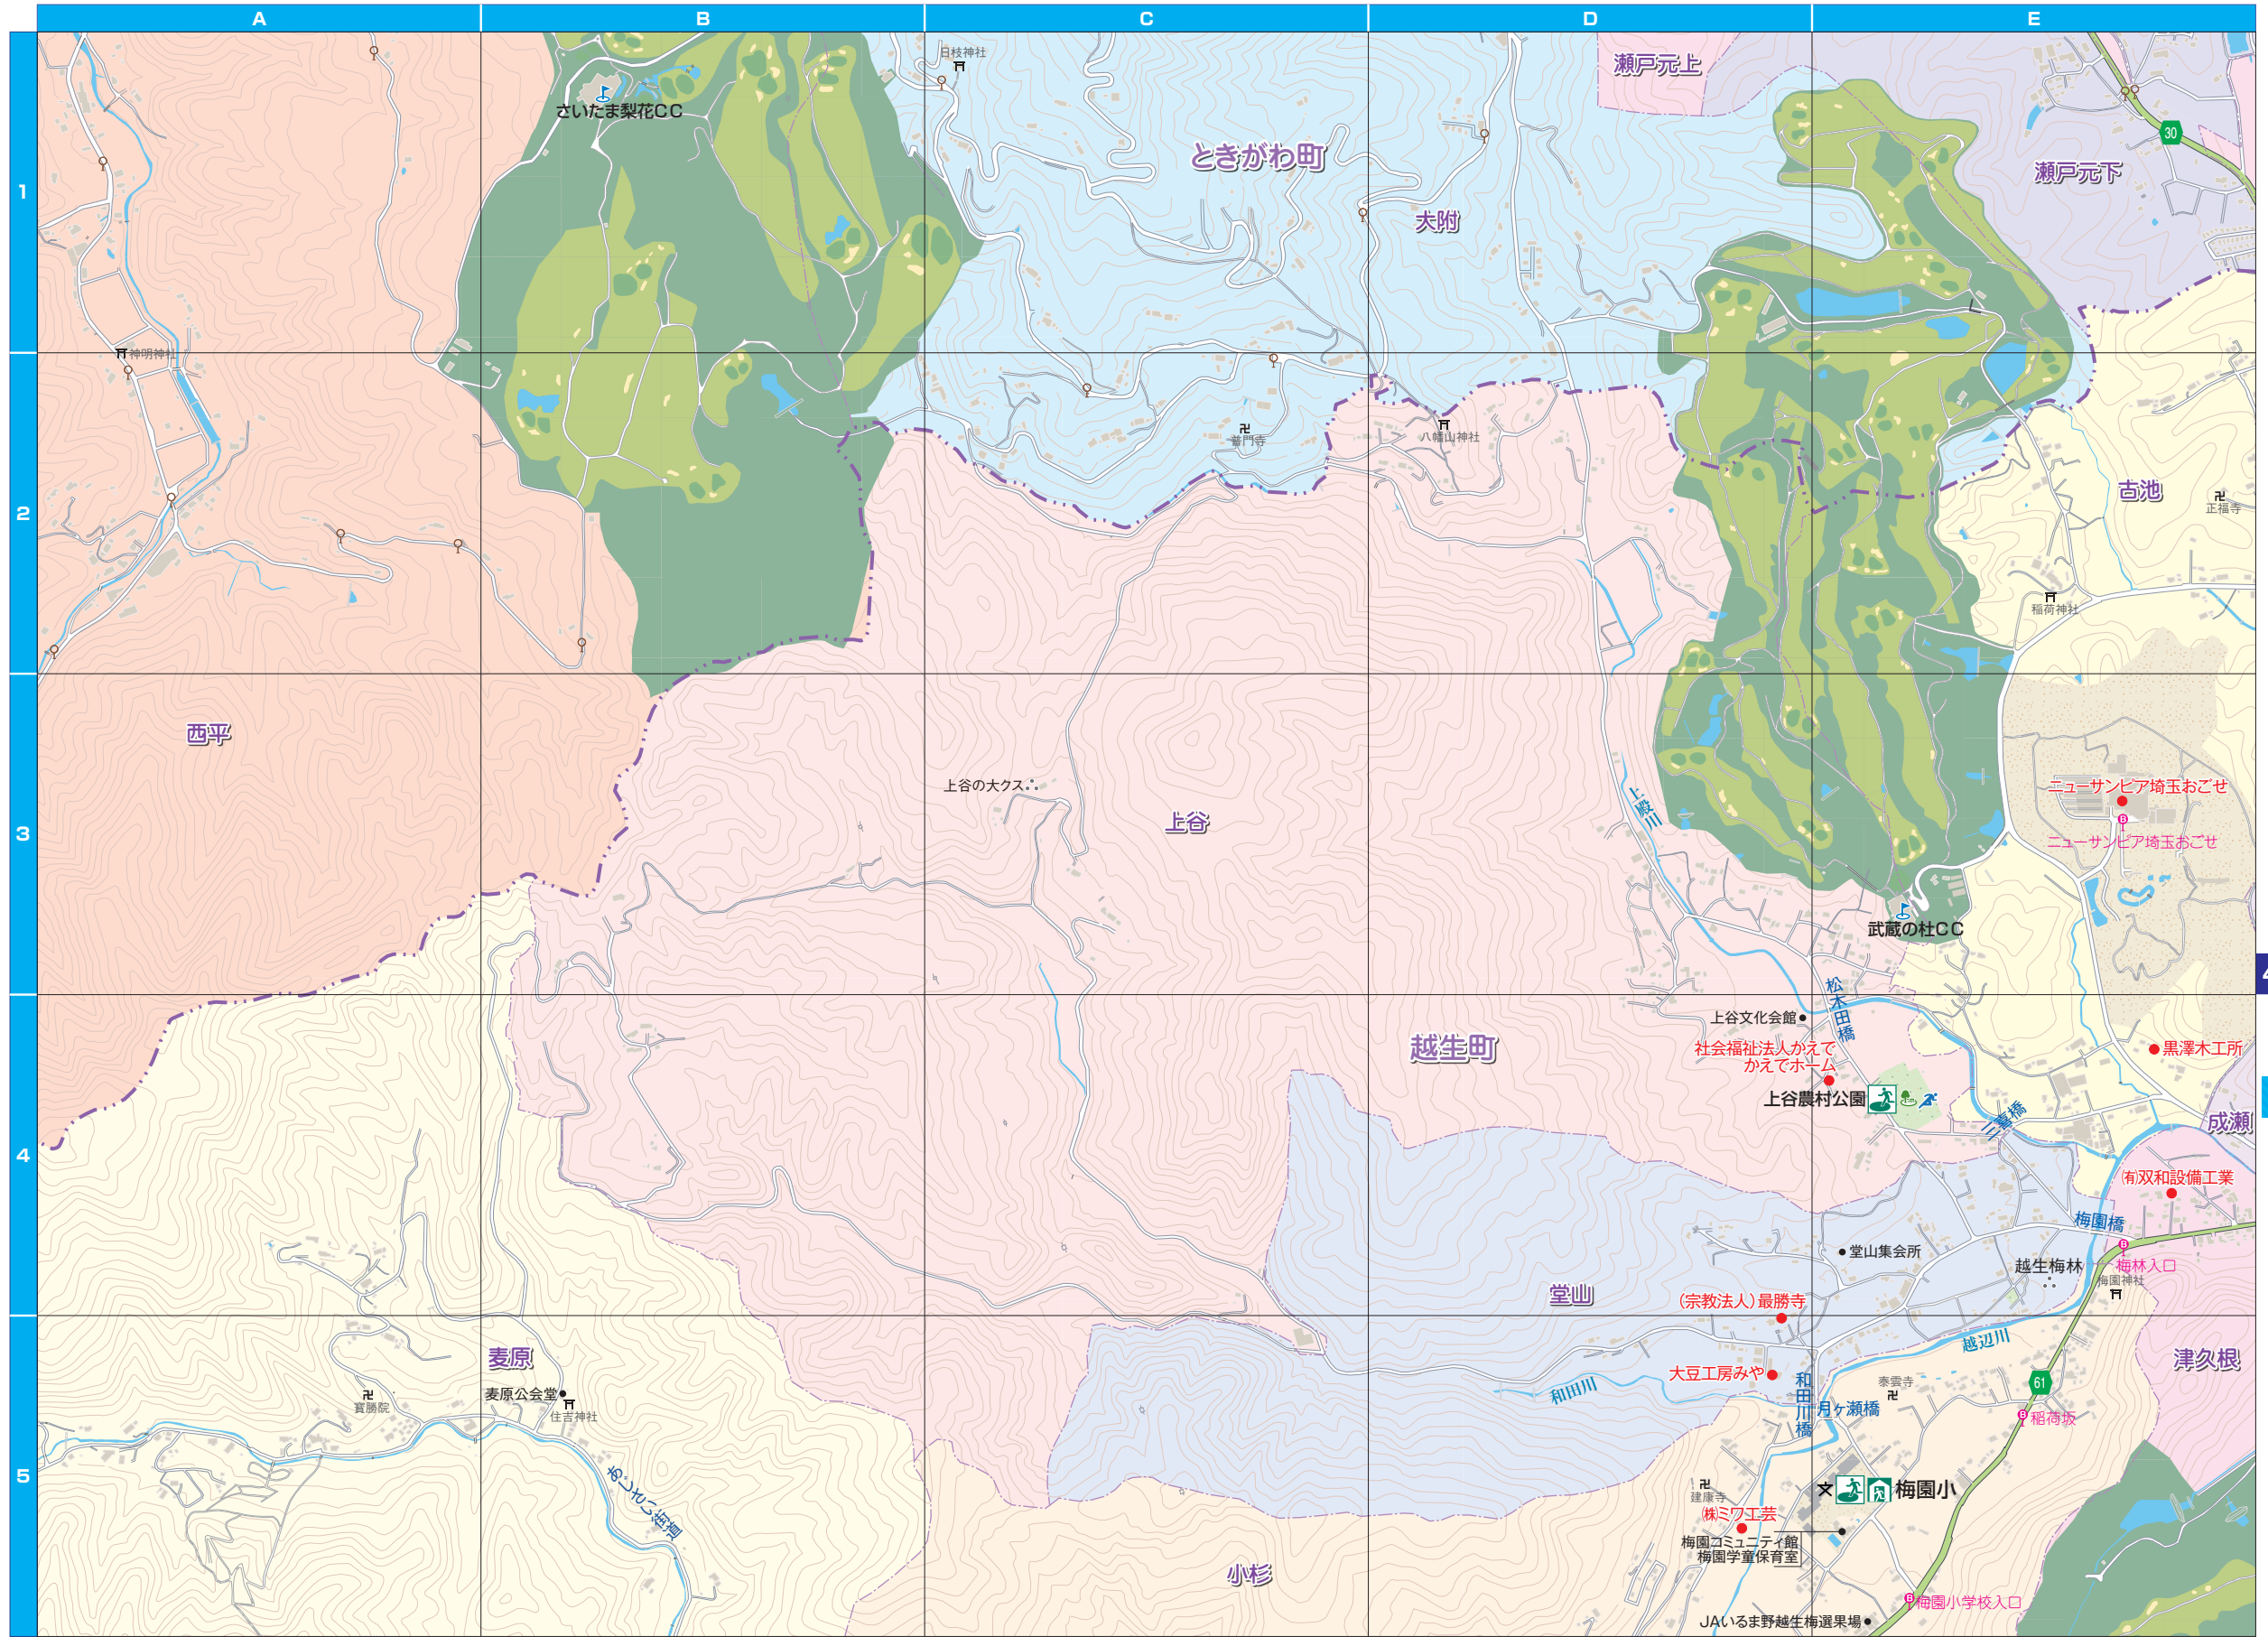 A
B
C
D
E
1
2
3
4
5
日枝神社
さいたま梨花CC
瀬戸元上
30
瀬戸元下
ときがわ町
大附
神明神社
八幡山神社
普門寺
古池
正福寺
稲荷神社
西平
上谷の大クス
上谷
上殿川
ニューサンピア埼玉おごせ
B
ニューサンピア埼玉おごせ
武蔵の杜CC
4
松木田橋
上谷文化会館
越生町
社会福祉法人かえで
かえでホーム
黒澤木工所
上谷農村公園
三喜橋
成瀬
㈲双和設備工業
梅園橋
堂山集会所
越生梅林
B
梅林入口
梅園神社
堂山
(宗教法人)最勝寺
越辺川
麦原
大豆工房みや
津久根
和田川
和田川橋
月ヶ瀬橋
泰雲寺
61
B
稲荷坂
麦原公会堂
寳勝院
住吉神社
あじさい街道
文
梅園小
建康寺
㈱ミワ工芸
梅園コミュニティ館
梅園学童保育室
小杉
B
梅園小学校入口
JAいるま野越生梅選果場